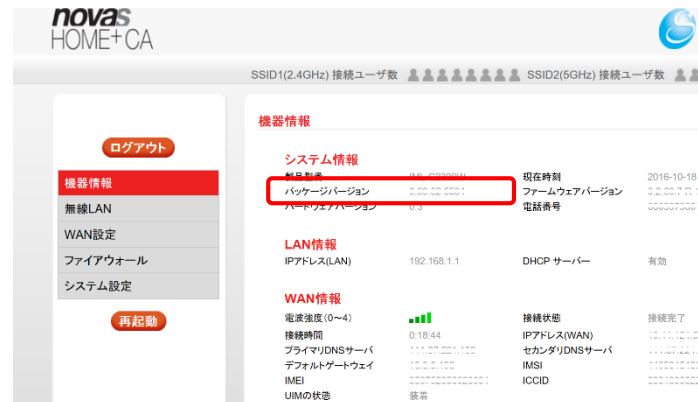 novas
HOME+CA
SSID1(2.4GHz) 接続ユーザ数 SSID2(5GHz) 接続ユーザ数
機器情報
ログアウト
機器情報
無線LAN
WAN設定
ファイアウォール
システム設定
再起動
システム情報
製品型番 現在時刻 2016-10-18
パッケージバージョン ファームウェアバージョン
ハードウェアバージョン 0.3 電話番号
LAN情報
IPアドレス(LAN) 192.168.1.1 DHCP サーバー 有効
WAN情報
電波強度(0~4) 接続状態 接続完了
接続時間 0:18:44 IPアドレス(WAN)
プライマリDNSサーバ セカンダリDNSサーバ
デフォルトゲートウェイ IMSI
IMEI ICCID
UIMの状態 装着